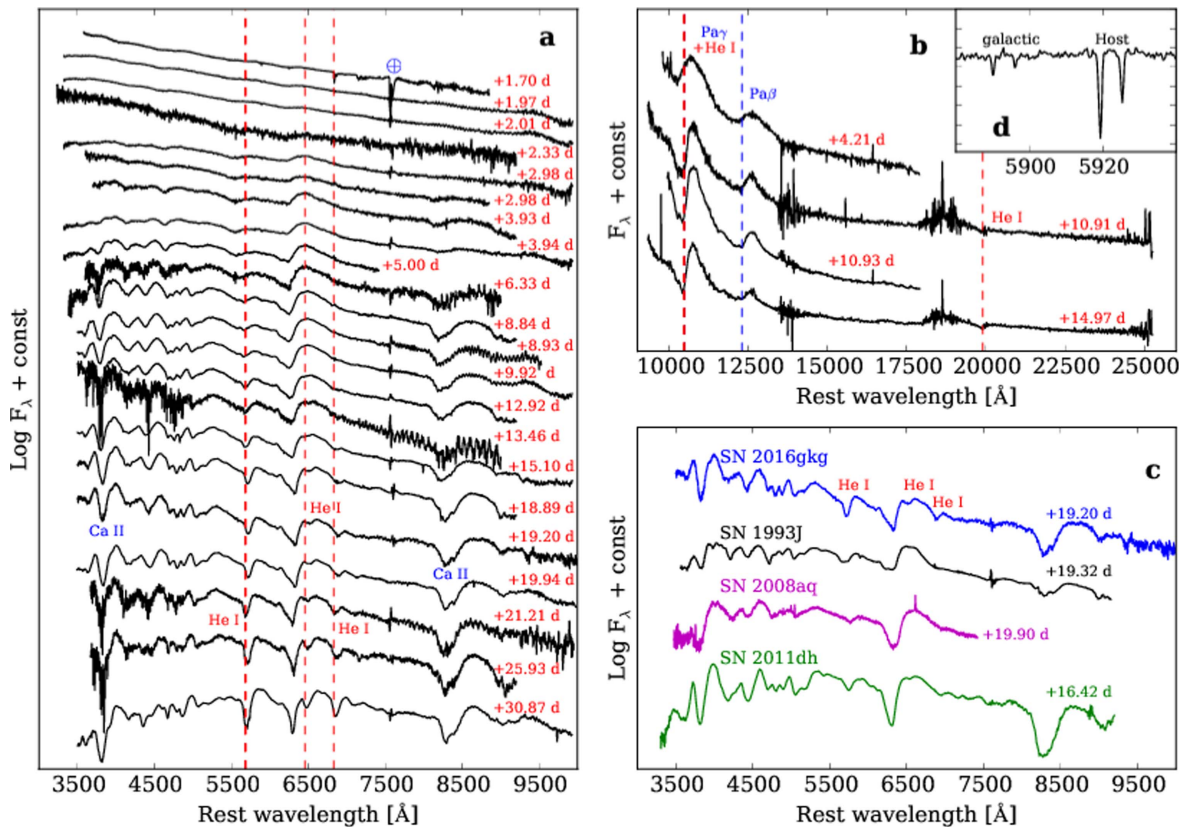 a
⊕
+1.70 d
+1.97 d
+2.01 d
+2.33 d
+2.98 d
+2.98 d
+3.93 d
+3.94 d
+5.00 d
+6.33 d
+8.84 d
+8.93 d
+9.92 d
+12.92 d
+13.46 d
+15.10 d
+18.89 d
He I
+19.20 d
Ca II
Ca II
+19.94 d
+21.21 d
He I
He I
+25.93 d
+30.87 d
Log Fλ + const
3500 4500 5500 6500 7500 8500 9500
Rest wavelength [Å]
b
Paγ
+He I
Paβ
+4.21 d
He I
+10.91 d
+10.93 d
+14.97 d
Fλ + const
10000 12500 15000 17500 20000 22500 25000
Rest wavelength [Å]
galactic
Host
d
5900 5920
c
SN 2016gkg
He I
He I
He I
+19.20 d
SN 1993J
+19.32 d
SN 2008aq
+19.90 d
SN 2011dh
+16.42 d
Log Fλ + const
3500 4500 5500 6500 7500 8500 9500
Rest wavelength [Å]